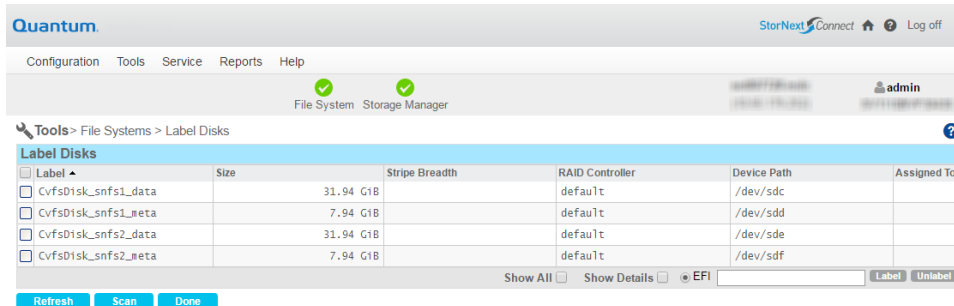 Quantum.
StorNext Connect ? Log off
Configuration Tools Service Reports Help
File System Storage Manager
admin
Tools> File Systems > Label Disks ?
Label Disks
Label Size Stripe Breadth RAID Controller Device Path Assigned To
CvfsDisk_snfs1_data 31.94 GiB default /dev/sdc
CvfsDisk_snfs1_meta 7.94 GiB default /dev/sdd
CvfsDisk_snfs2_data 31.94 GiB default /dev/sde
CvfsDisk_snfs2_meta 7.94 GiB default /dev/sdf
Show All Show Details EFI Label Unlabel
Refresh Scan Done